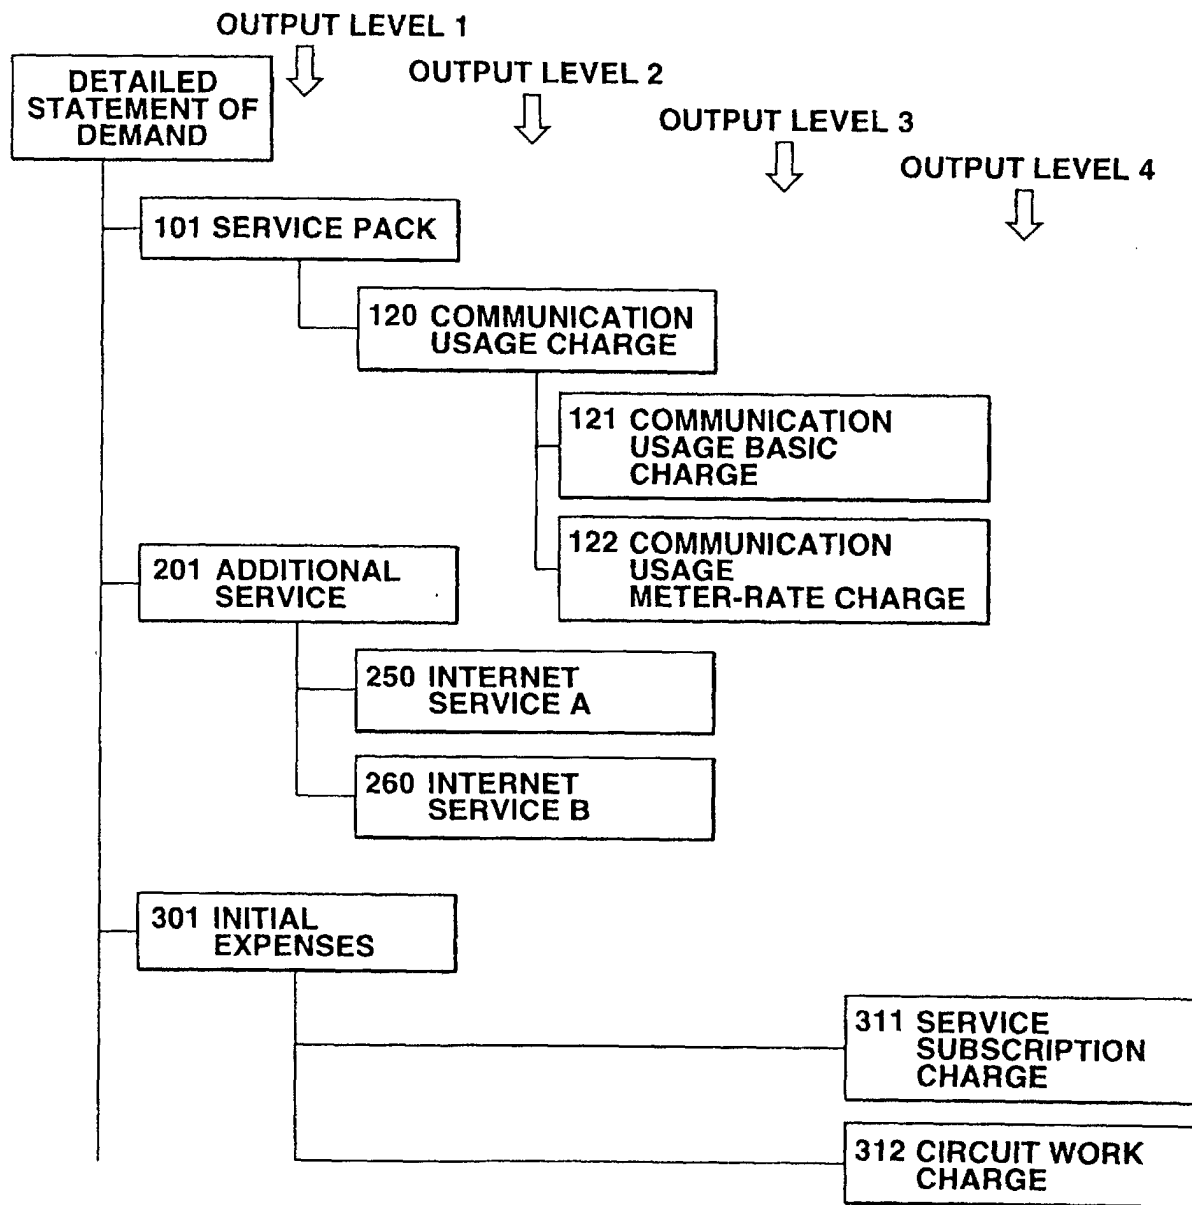 OUTPUT LEVEL 1
OUTPUT LEVEL 2
OUTPUT LEVEL 3
OUTPUT LEVEL 4
DETAILED
STATEMENT OF
DEMAND
101 SERVICE PACK
120 COMMUNICATION
USAGE CHARGE
121 COMMUNICATION
USAGE BASIC
CHARGE
122 COMMUNICATION
USAGE
METER-RATE CHARGE
201 ADDITIONAL
SERVICE
250 INTERNET
SERVICE A
260 INTERNET
SERVICE B
301 INITIAL
EXPENSES
311 SERVICE
SUBSCRIPTION
CHARGE
312 CIRCUIT WORK
CHARGE